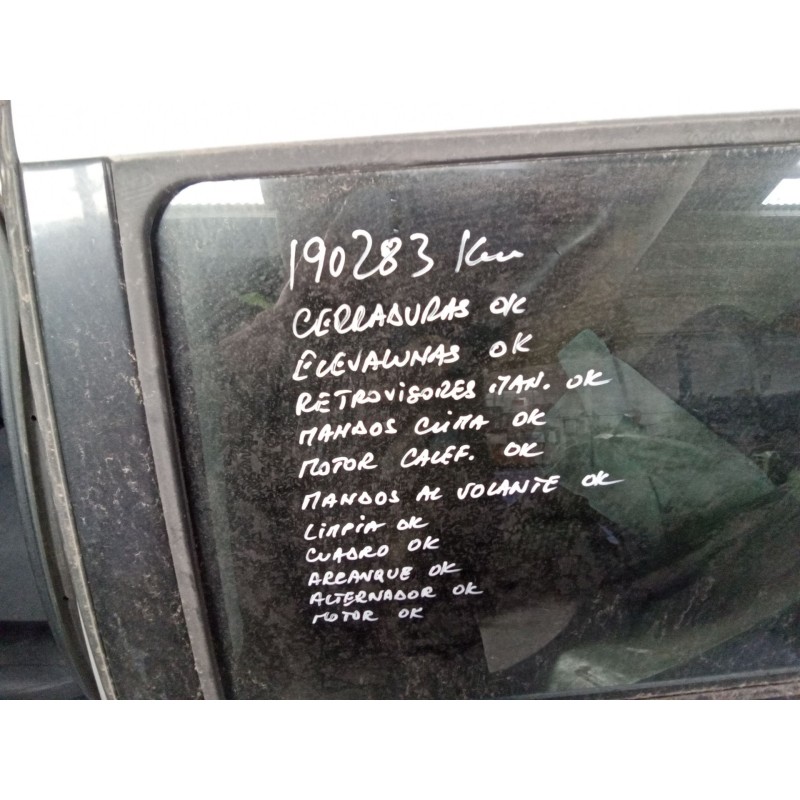 190283 Km
CERRADURAS OK
ELEVALUNAS OK
RETROVISORES MAN. OK
MANDOS CLIMA OK
MOTOR CALEF. OK
MANDOS AL VOLANTE OK
LIMPIA OK
CUADRO OK
ARRANQUE OK
ALTERNADOR OK
MOTOR OK